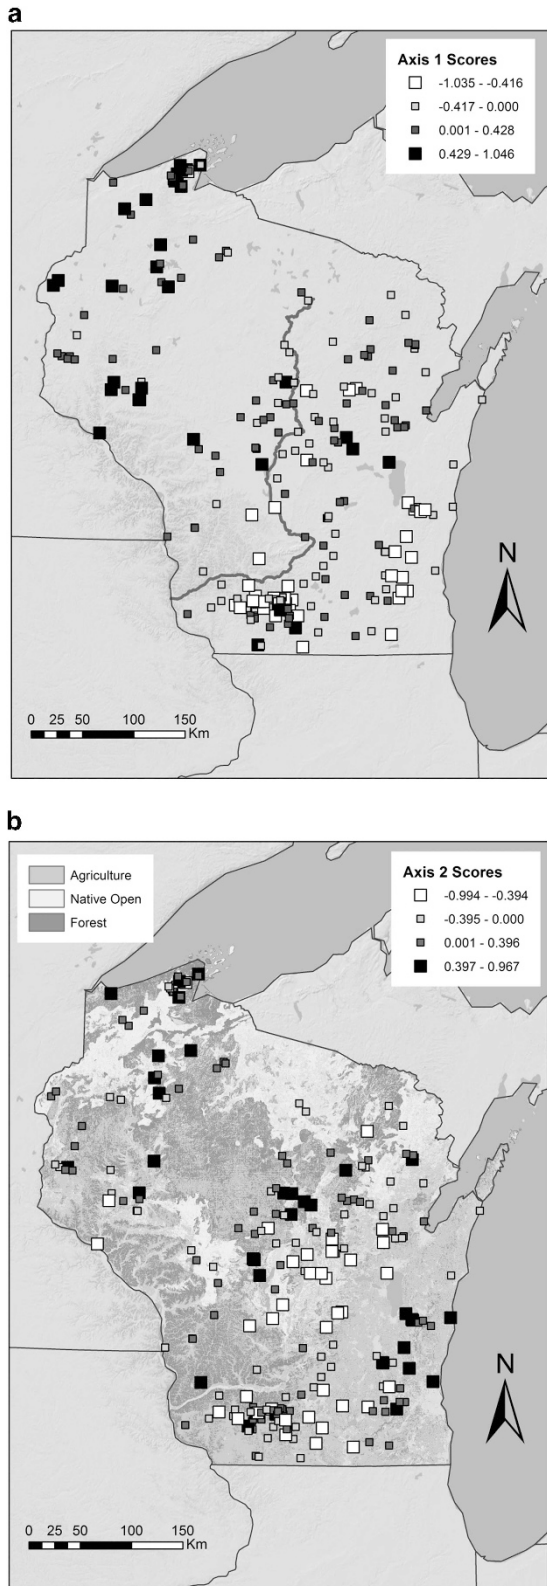 a
Axis 1 Scores
-1.035 - -0.416
-0.417 - 0.000
0.001 - 0.428
0.429 - 1.046
N
0 25 50 100 150
Km
b
Agriculture
Native Open
Forest
Axis 2 Scores
-0.994 - -0.394
-0.395 - 0.000
0.001 - 0.396
0.397 - 0.967
N
0 25 50 100 150
Km